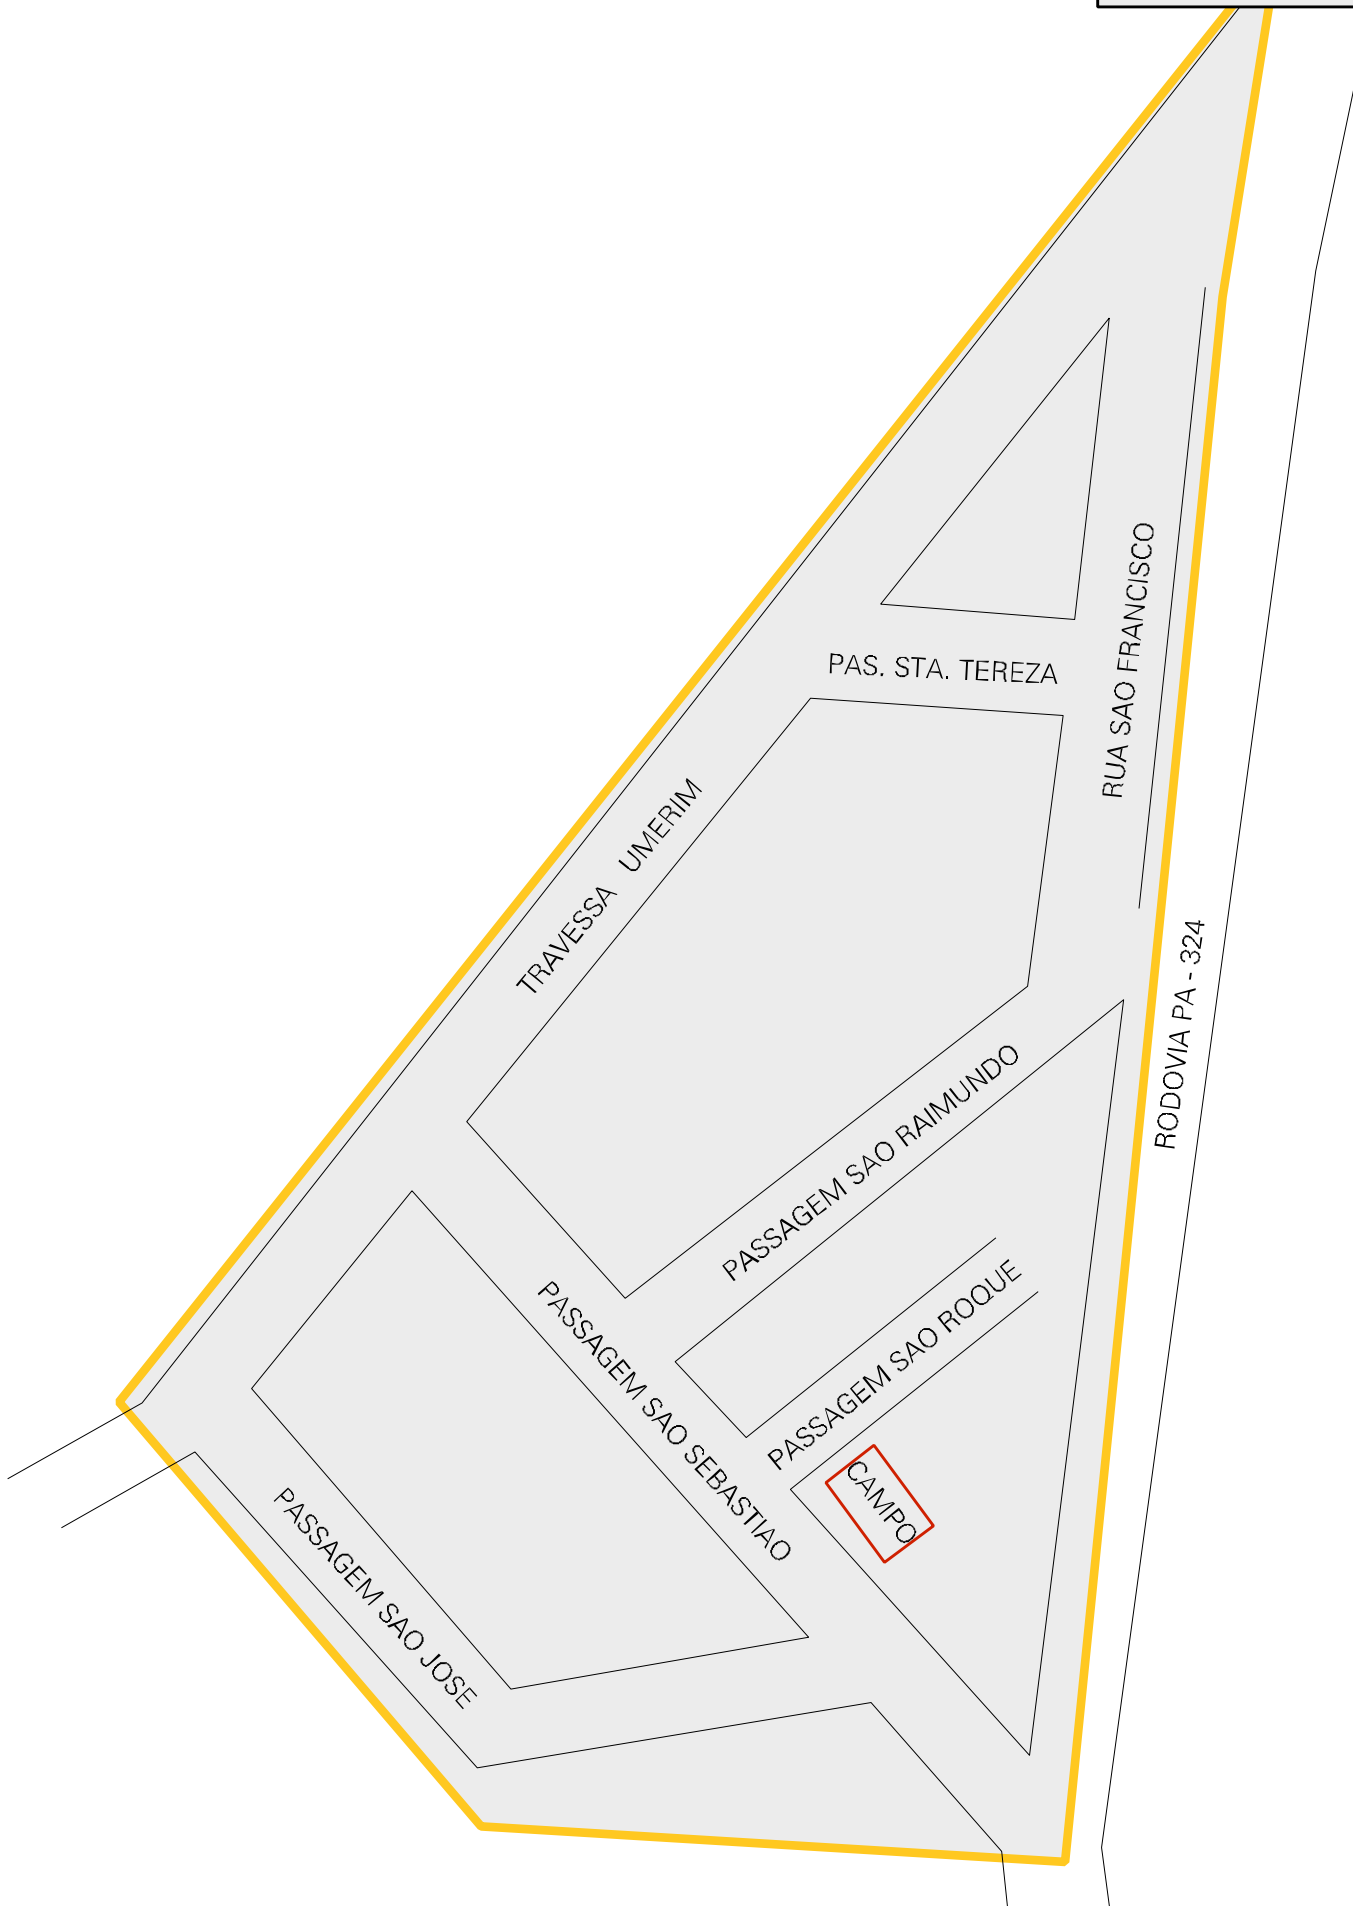 RUA SAO FRANCISCO
PAS. STA. TEREZA
TRAVESSA UMERIM
RODOVIA PA - 324
PASSAGEM SAO RAIMUNDO
PASSAGEM SAO ROQUE
PASSAGEM SAO SEBASTIAO
CAMPO
PASSAGEM SAO JOSE